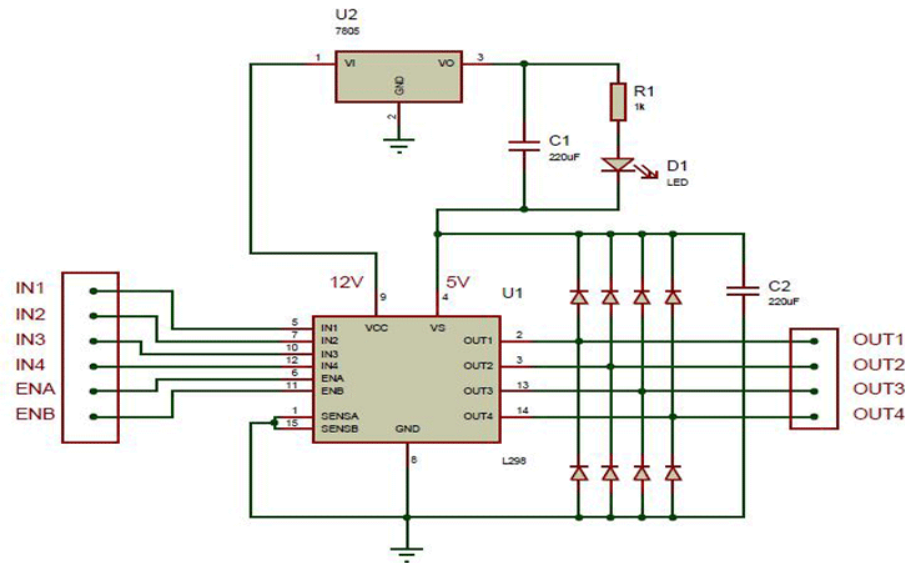 U2
7805
1
VI
VO
3
GND
2
R1
1k
C1
220uF
D1
LED
12V
5V
9
4
U1
C2
220uF
IN1
IN2
IN3
IN4
ENA
ENB
5
7
10
12
6
11
1
15
IN1
IN2
IN3
IN4
ENA
ENB
SENSA
SENSB
VCC
VS
OUT1
OUT2
OUT3
OUT4
GND
2
3
13
14
8
L298
OUT1
OUT2
OUT3
OUT4